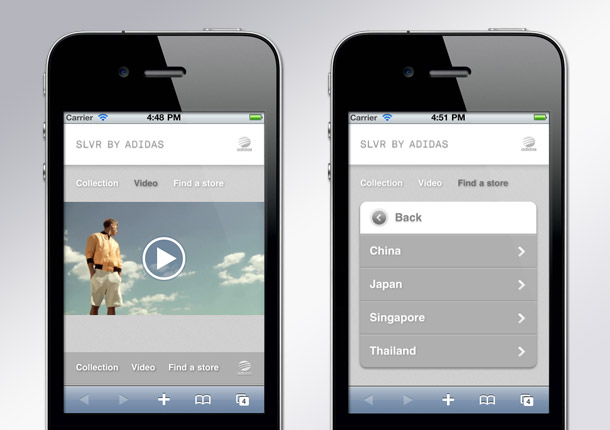 Carrier 4:48 PM
SLVR BY ADIDAS
adidas
Collection Video Find a store
Collection Video Find a store
4
Carrier 4:51 PM
SLVR BY ADIDAS
adidas
Collection Video Find a store
Back
China
Japan
Singapore
Thailand
4